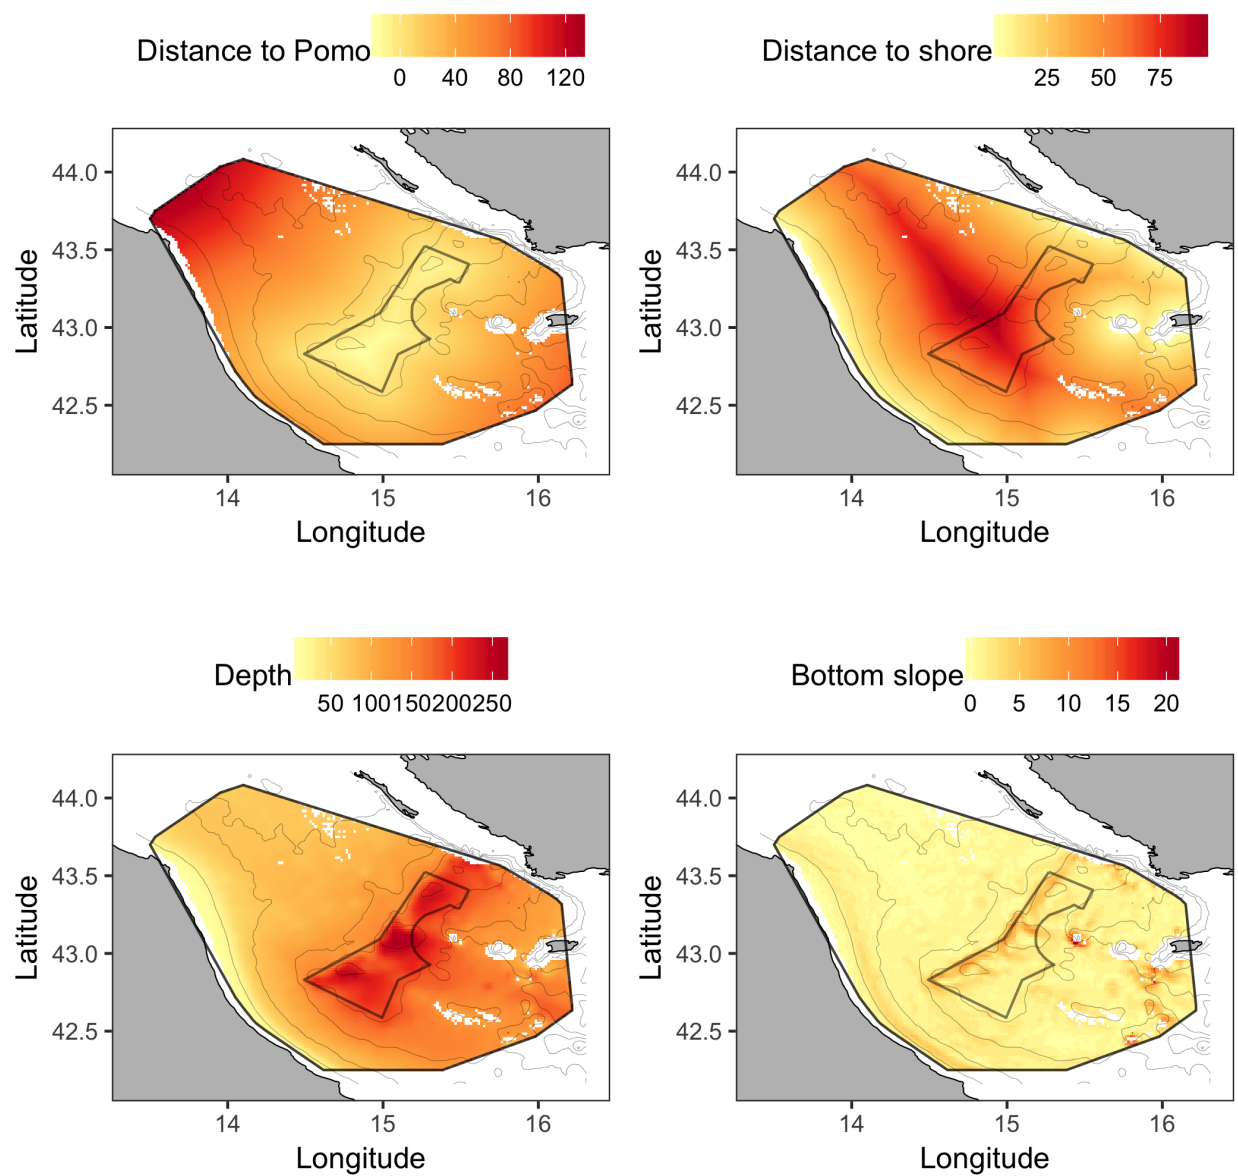 Distance to Pomo
0 40 80 120
Distance to shore
25 50 75
Latitude
44.0
43.5
43.0
42.5
14 15 16
Longitude
Latitude
44.0
43.5
43.0
42.5
14 15 16
Longitude
Depth
50 100150200250
Bottom slope
0 5 10 15 20
Latitude
44.0
43.5
43.0
42.5
14 15 16
Longitude
Latitude
44.0
43.5
43.0
42.5
14 15 16
Longitude